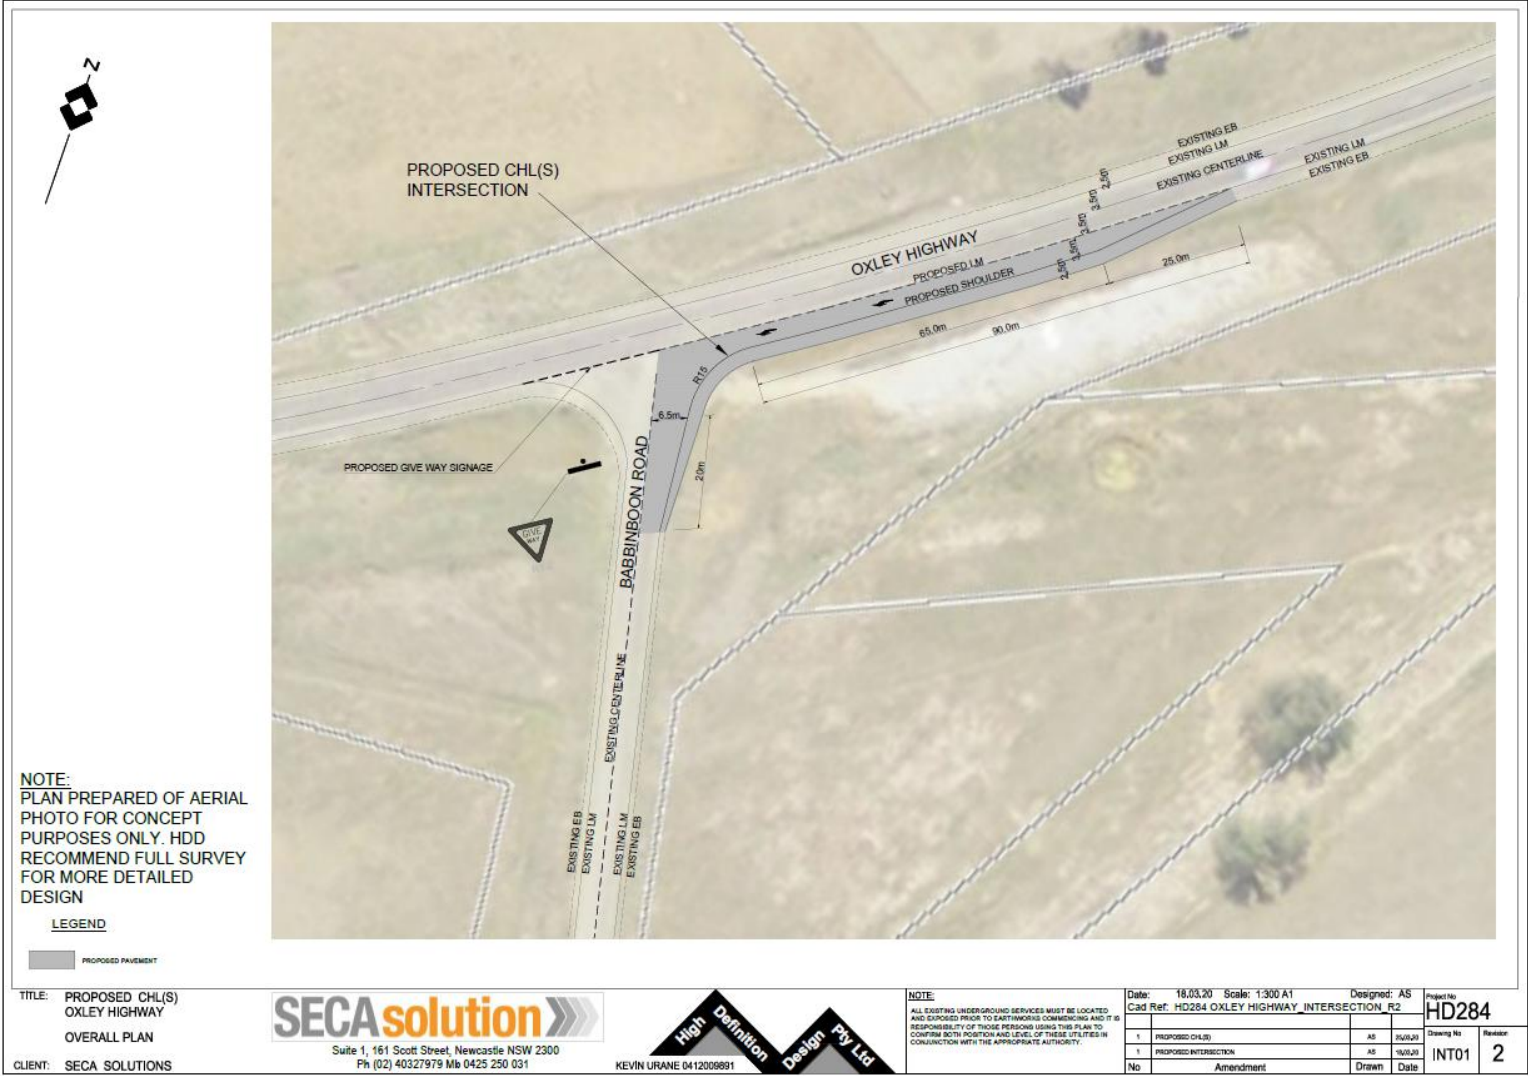 N
PROPOSED CHL(S)
INTERSECTION
EXISTING EB
EXISTING LM
EXISTING CENTERLINE
EXISTING LM
EXISTING EB
2.5m
3.5m
3.5m
3.5m
2.5m
OXLEY HIGHWAY
PROPOSED LM
PROPOSED SHOULDER
25.0m
65.0m
90.0m
R15
6.5m
20m
PROPOSED GIVE WAY SIGNAGE
GIVE
WAY
BABBINBOON ROAD
EXISTING CENTERLINE
EXISTING EB
EXISTING LM
EXISTING LM
EXISTING EB
NOTE:
PLAN PREPARED OF AERIAL
PHOTO FOR CONCEPT
PURPOSES ONLY. HDD
RECOMMEND FULL SURVEY
FOR MORE DETAILED
DESIGN
LEGEND
PROPOSED PAVEMENT
TITLE: PROPOSED CHL(S)
OXLEY HIGHWAY
OVERALL PLAN
CLIENT: SECA SOLUTIONS
SECAsolution
Suite 1, 161 Scott Street, Newcastle NSW 2300
Ph (02) 40327979 Mb 0425 250 031
High Definition Design Pty Ltd
KEVIN URANE 0412009891
NOTE:
ALL EXISTING UNDERGROUND SERVICES MUST BE LOCATED
AND EXPOSED PRIOR TO EARTHWORKS COMMENCING AND IT IS
RESPONSIBILITY OF THOSE PERSONS USING THIS PLAN TO
CONFIRM BOTH POSITION AND LEVEL OF THESE UTILITIES IN
CONJUNCTION WITH THE APPROPRIATE AUTHORITY.
Date: 18.03.20 Scale: 1:300 A1 Designed: AS
Cad Ref: HD284 OXLEY HIGHWAY_INTERSECTION_R2
1 PROPOSED CHL(S) AS
1 PROPOSED INTERSECTION AS
No Amendment Drawn Date
Project No
HD284
Drawing No
INT01
Revision
2